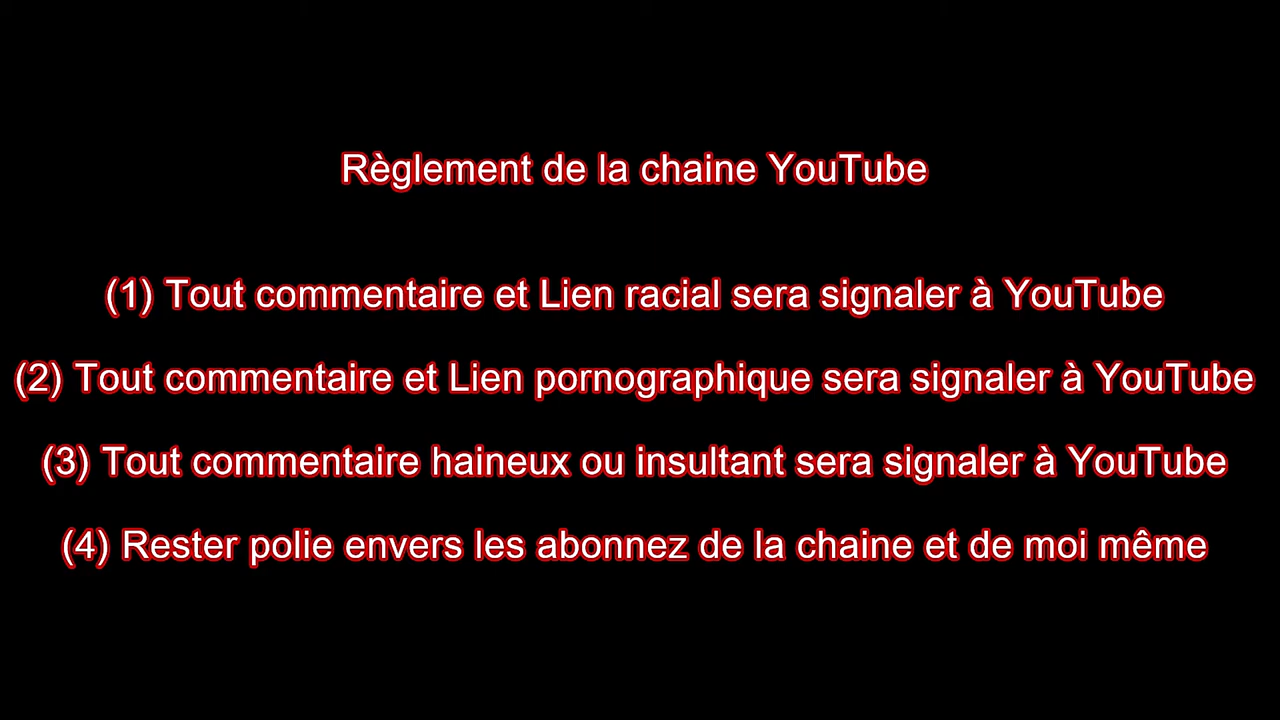 Règlement de la chaine YouTube
(1) Tout commentaire et Lien racial sera signaler à YouTube
(2) Tout commentaire et Lien pornographique sera signaler à YouTube
(3) Tout commentaire haineux ou insultant sera signaler à YouTube
(4) Rester polie envers les abonnez de la chaine et de moi même